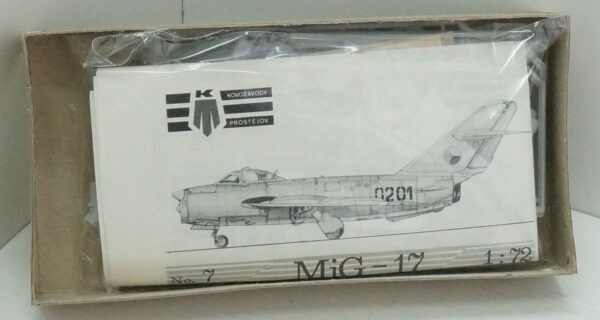 K
KOVOZÁVODY
PROSTĚJOV
0201
No. 7 MiG-17 1:72